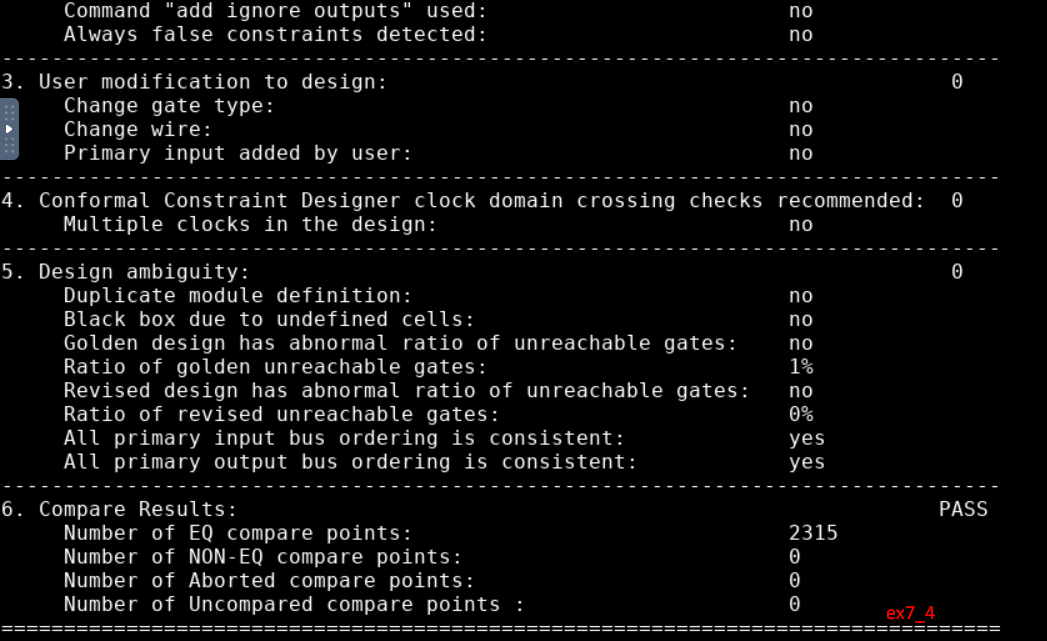 Command "add ignore outputs" used: no
Always false constraints detected: no
--------------------------------------------------------------------------------
3. User modification to design: 0
Change gate type: no
Change wire: no
Primary input added by user: no
--------------------------------------------------------------------------------
4. Conformal Constraint Designer clock domain crossing checks recommended: 0
Multiple clocks in the design: no
--------------------------------------------------------------------------------
5. Design ambiguity: 0
Duplicate module definition: no
Black box due to undefined cells: no
Golden design has abnormal ratio of unreachable gates: no
Ratio of golden unreachable gates: 1%
Revised design has abnormal ratio of unreachable gates: no
Ratio of revised unreachable gates: 0%
All primary input bus ordering is consistent: yes
All primary output bus ordering is consistent: yes
--------------------------------------------------------------------------------
6. Compare Results: PASS
Number of EQ compare points: 2315
Number of NON-EQ compare points: 0
Number of Aborted compare points: 0
Number of Uncompared compare points : 0
ex7_4
================================================================================